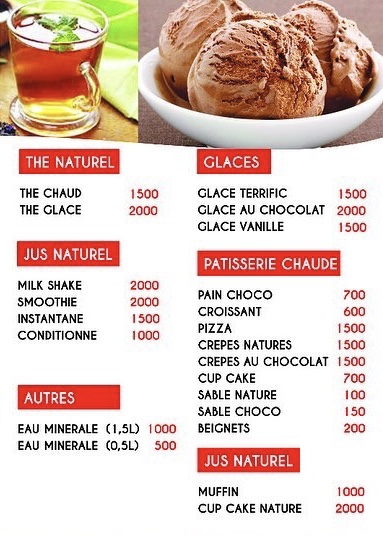 THE NATUREL
THE CHAUD 1500
THE GLACE 2000
JUS NATUREL
MILK SHAKE 2000
SMOOTHIE 2000
INSTANTANE 1500
CONDITIONNE 1000
AUTRES
EAU MINERALE (1,5L) 1000
EAU MINERALE (0,5L) 500
GLACES
GLACE TERRIFIC 1500
GLACE AU CHOCOLAT 2000
GLACE VANILLE 1500
PATISSERIE CHAUDE
PAIN CHOCO 700
CROISSANT 600
PIZZA 1500
CREPES NATURES 1500
CREPES AU CHOCOLAT 1500
CUP CAKE 700
SABLE NATURE 100
SABLE CHOCO 150
BEIGNETS 200
JUS NATUREL
MUFFIN 1000
CUP CAKE NATURE 2000